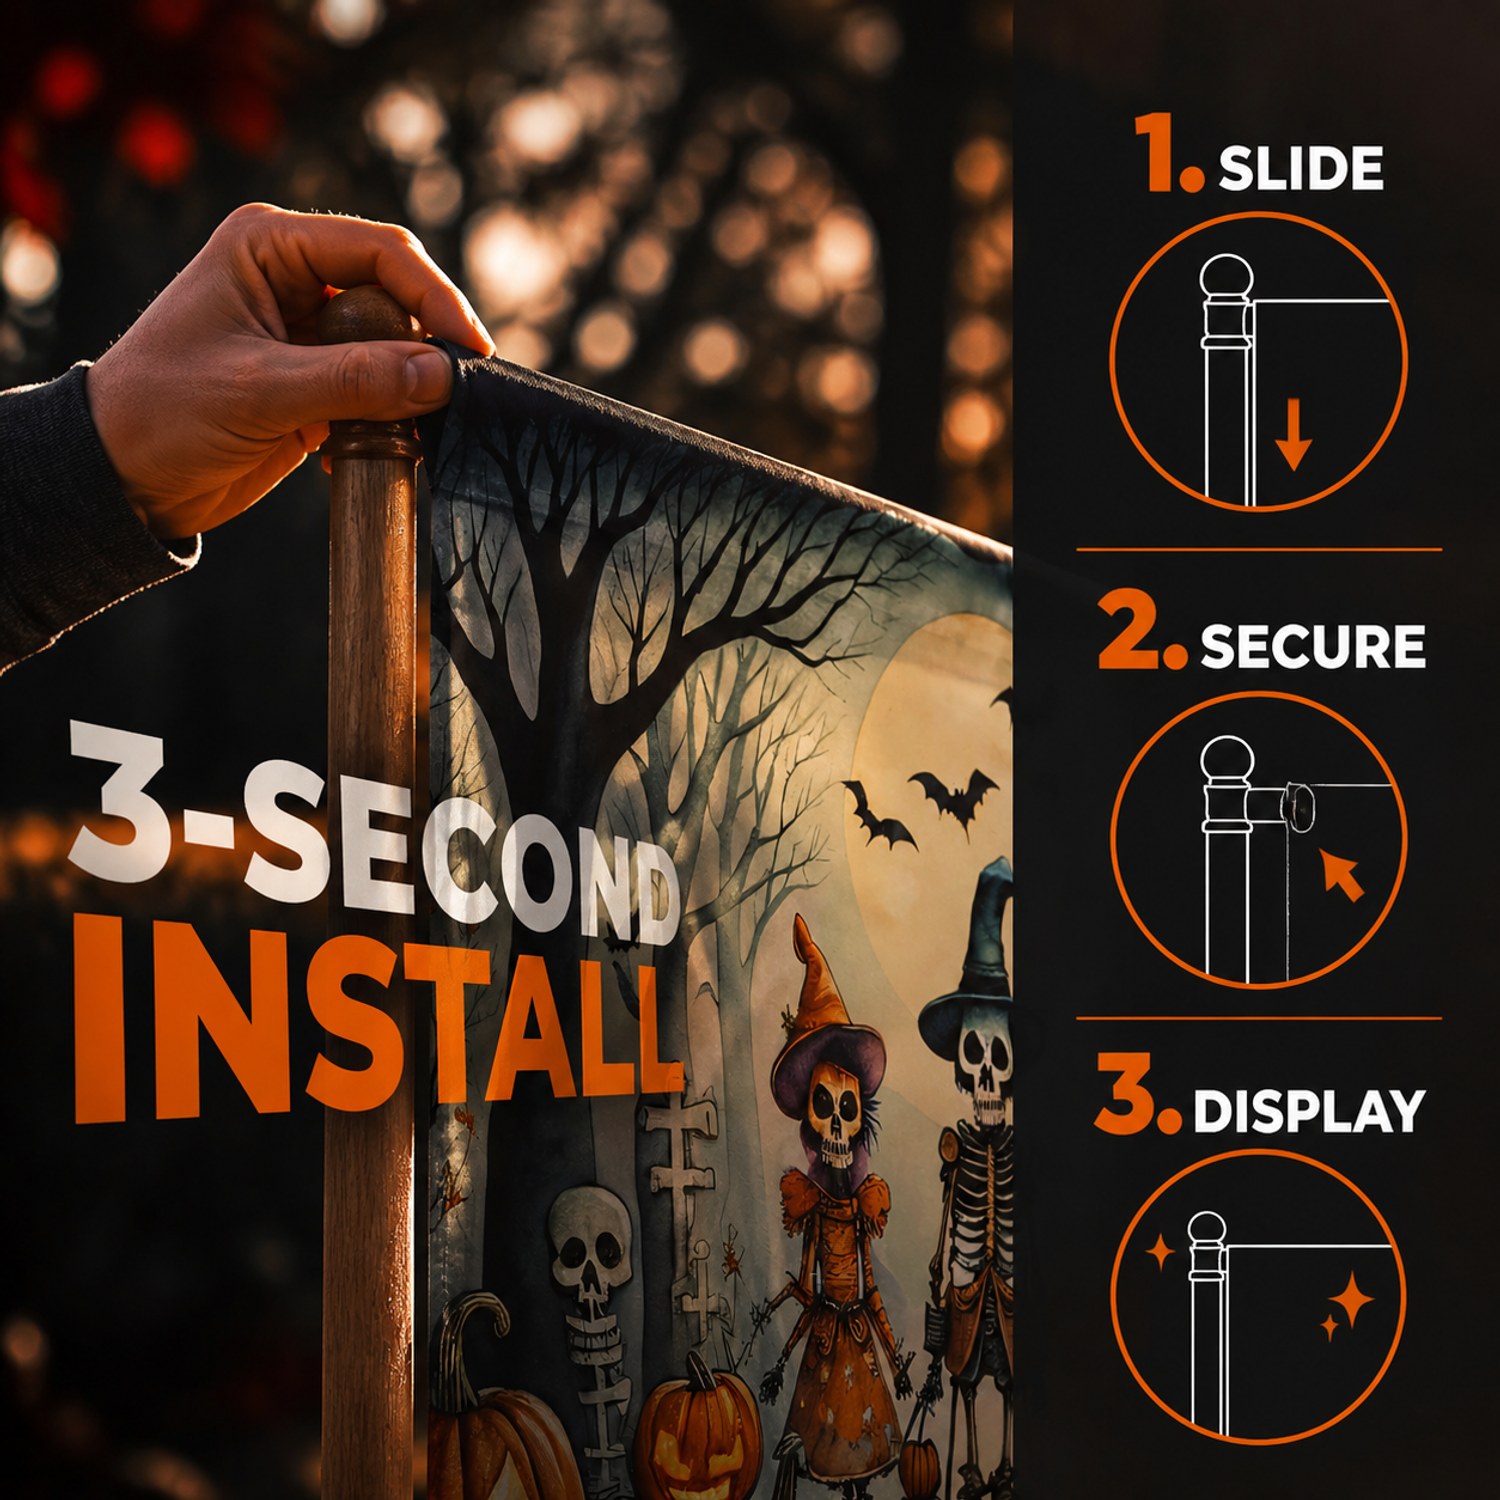 3-SECOND
INSTALL
1. SLIDE
2. SECURE
3. DISPLAY